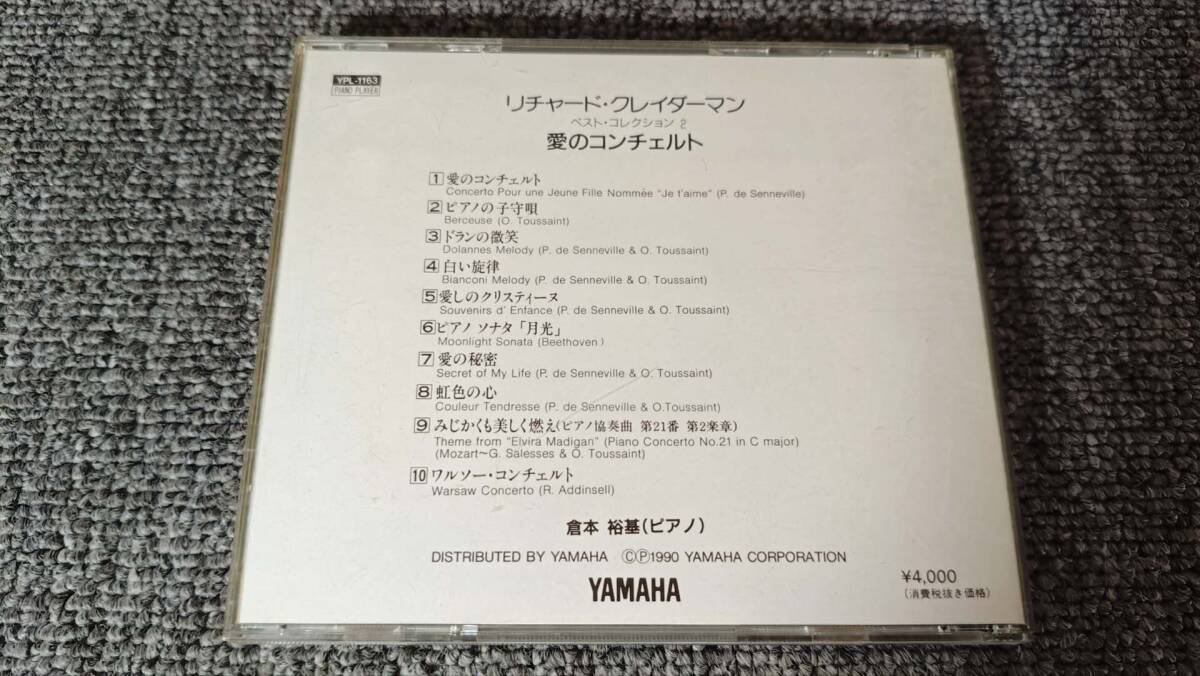 YPL-1163
PIANO PLAYER
リチャード・クレイダーマン
ベスト・コレクション 2
愛のコンチェルト
1 愛のコンチェルト
Concerto Pour une Jeune Fille Nommée "Je t'aime" (P. de Senneville)
2 ピアノの子守唄
Berceuse (O. Toussaint)
3 ドランの微笑
Dolannes Melody (P. de Senneville & O. Toussaint)
4 白い旋律
Bianconi Melody (P. de Senneville & O. Toussaint)
5 愛しのクリスティーヌ
Souvenirs d' Enfance (P. de Senneville & O. Toussaint)
6 ピアノ ソナタ「月光」
Moonlight Sonata (Beethoven)
7 愛の秘密
Secret of My Life (P. de Senneville & O. Toussaint)
8 虹色の心
Couleur Tendresse (P. de Senneville & O.Toussaint)
9 みじかくも美しく燃え(ピアノ協奏曲 第21番 第2楽章)
Theme from "Elvira Madigan" (Piano Concerto No.21 in C major)
(Mozart〜G. Salesses & O. Toussaint)
10 ワルソー・コンチェルト
Warsaw Concerto (R. Addinsell)
倉本 裕基(ピアノ)
DISTRIBUTED BY YAMAHA ©℗1990 YAMAHA CORPORATION
YAMAHA
¥4,000
(消費税抜き価格)